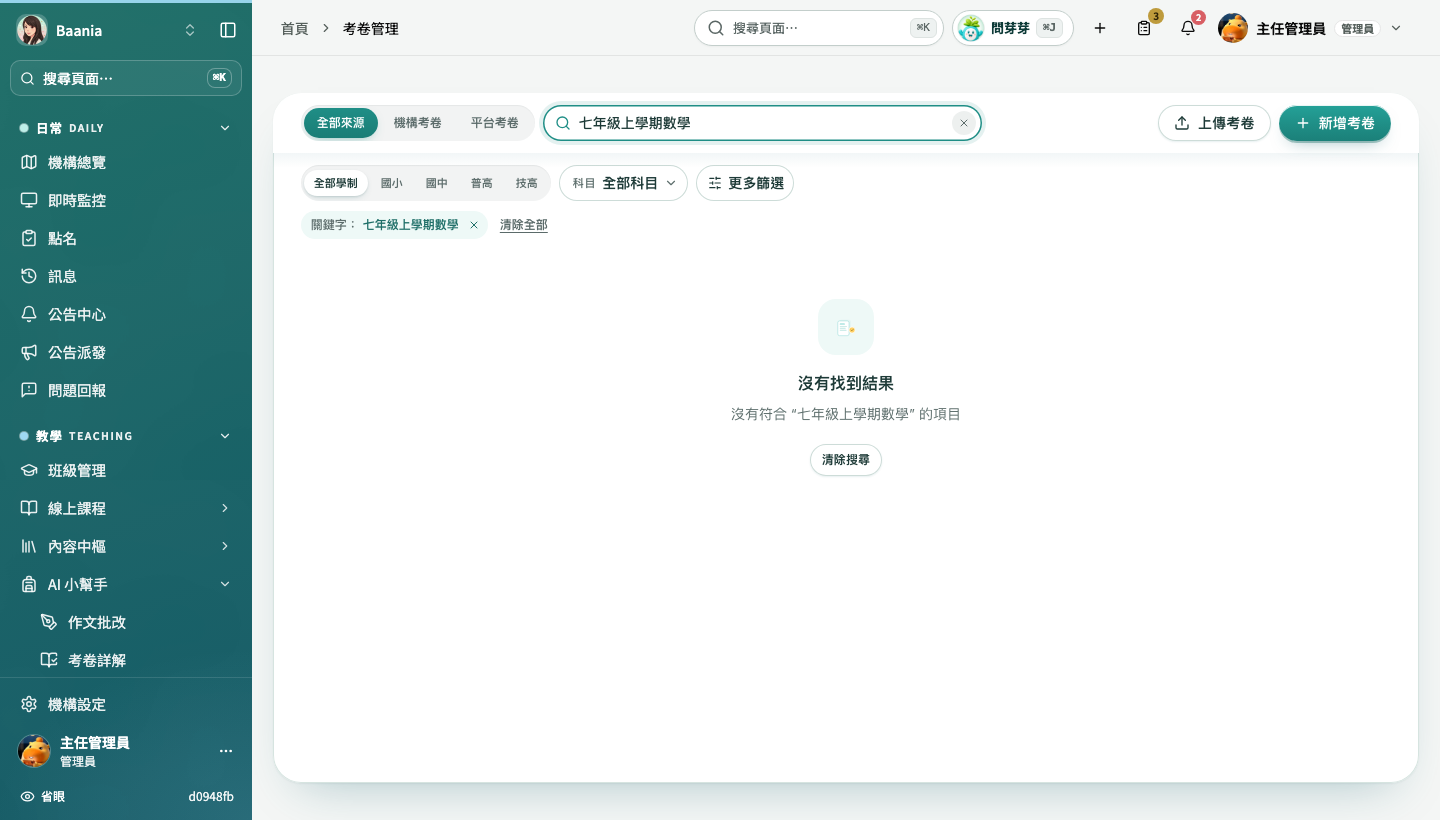 Baania
搜尋頁面… ⌘K
日常 DAILY
機構總覽
即時監控
點名
訊息
公告中心
公告派發
問題回報
教學 TEACHING
班級管理
線上課程
內容中樞
AI 小幫手
作文批改
考卷詳解
機構設定
主任管理員
管理員
省眼 d0948fb
首頁 考卷管理 搜尋頁面… ⌘K 問芽芽 ⌘J 3 2 主任管理員 管理員
全部來源 機構考卷 平台考卷 七年級上學期數學 上傳考卷 新增考卷
全部學制 國小 國中 普高 技高 科目 全部科目 更多篩選
關鍵字： 七年級上學期數學 清除全部
沒有找到結果
沒有符合 “七年級上學期數學” 的項目
清除搜尋